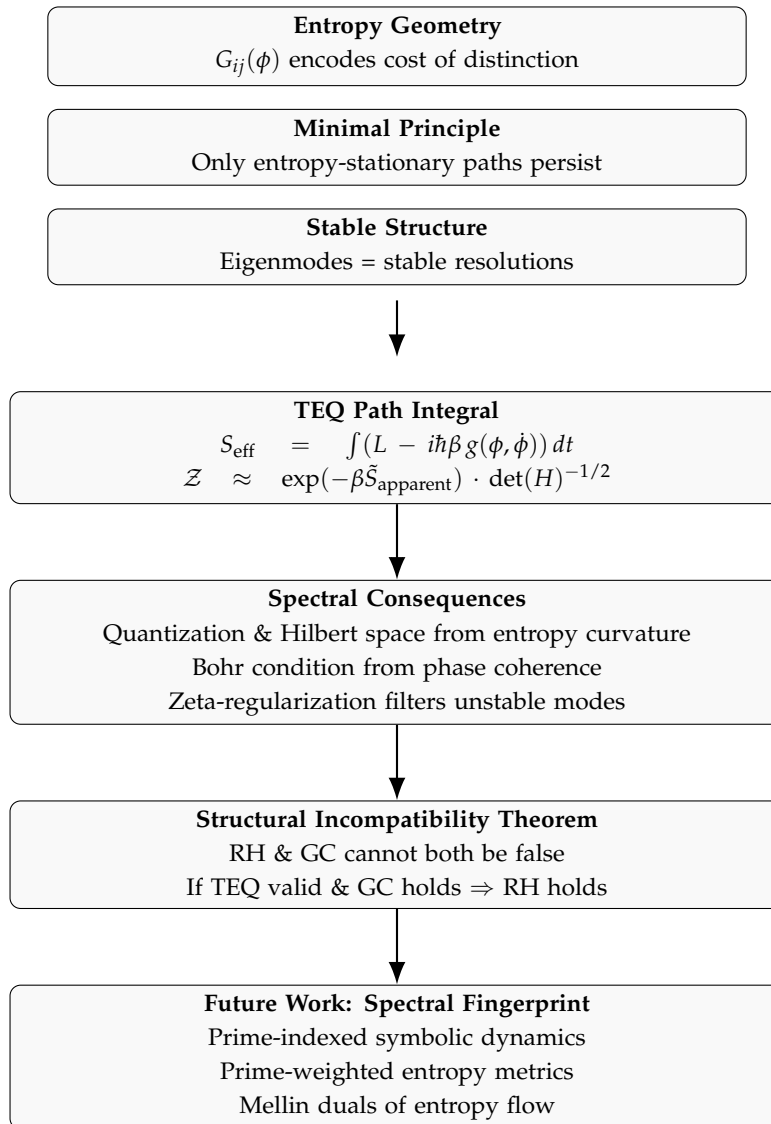 Entropy Geometry
G_{ij}(ϕ) encodes cost of distinction
Minimal Principle
Only entropy-stationary paths persist
Stable Structure
Eigenmodes = stable resolutions
TEQ Path Integral
S_{eff} = ∫(L − iℏβ g(ϕ, ϕ̇)) dt
𝒵 ≈ exp(−βS̃_{apparent}) · det(H)^{−1/2}
Spectral Consequences
Quantization & Hilbert space from entropy curvature
Bohr condition from phase coherence
Zeta-regularization filters unstable modes
Structural Incompatibility Theorem
RH & GC cannot both be false
If TEQ valid & GC holds ⇒ RH holds
Future Work: Spectral Fingerprint
Prime-indexed symbolic dynamics
Prime-weighted entropy metrics
Mellin duals of entropy flow